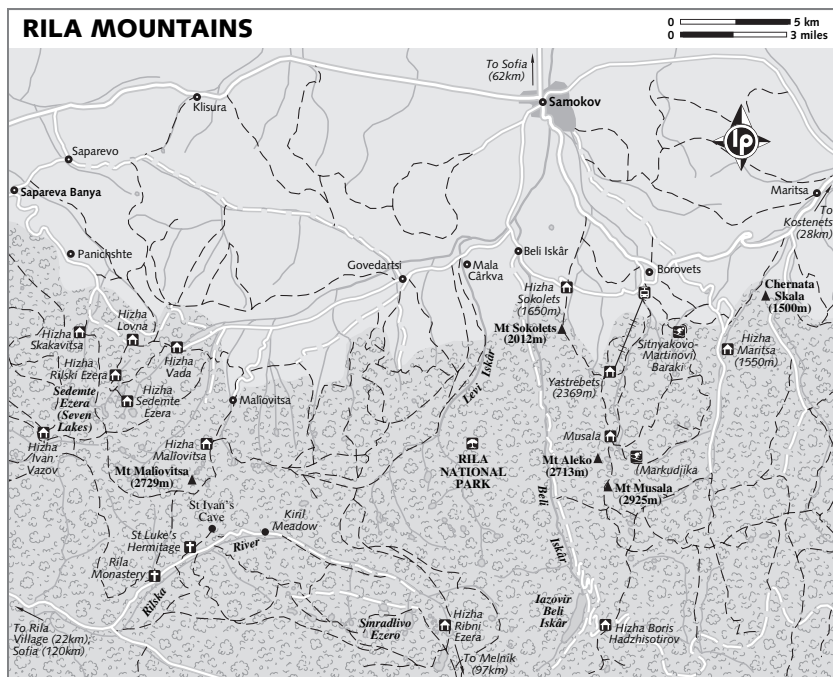 RILA MOUNTAINS
0 5 km
0 3 miles
To Sofia
(62km)
Samokov
Klisura
lp
Saparevo
Sapareva Banya
Maritsa
To
Kostenets
(28km)
Panichshte
Govedartsi
Mala
Cârkva
Beli Iskâr
Borovets
Hizha
Sokolets
(1650m)
Chernata
Skala
(1500m)
Hizha
Skakavitsa
Hizha
Lovna
Hizha
Vada
Mt Sokolets
(2012m)
Sitnyakovo-
Martinovi
Baraki
Hizha
Maritsa
(1550m)
Hizha
Rilski Ezera
Yastrebets
(2369m)
Levi Iskâr
Sedemte
Ezera
(Seven
Lakes)
Hizha
Sedemte
Ezera
Maliovitsa
Hizha
Ivan
Vazov
Hizha
Maliovitsa
RILA
NATIONAL
PARK
Musala
Mt Aleko
(2713m)
Markudjika
Mt Maliovitsa
(2729m)
Mt Musala
(2925m)
Beli
Iskâr
St Ivan's
Cave
Kiril
Meadow
St Luke's
Hermitage
River
Rila
Monastery
Rilska
To Rila
Village (22km);
Sofia (120km)
Smradlivo
Ezero
Hizha
Ribni
Ezera
Iazovir
Beli
Iskâr
Hizha Boris
Hadzhisotirov
To Melnik
(97km)